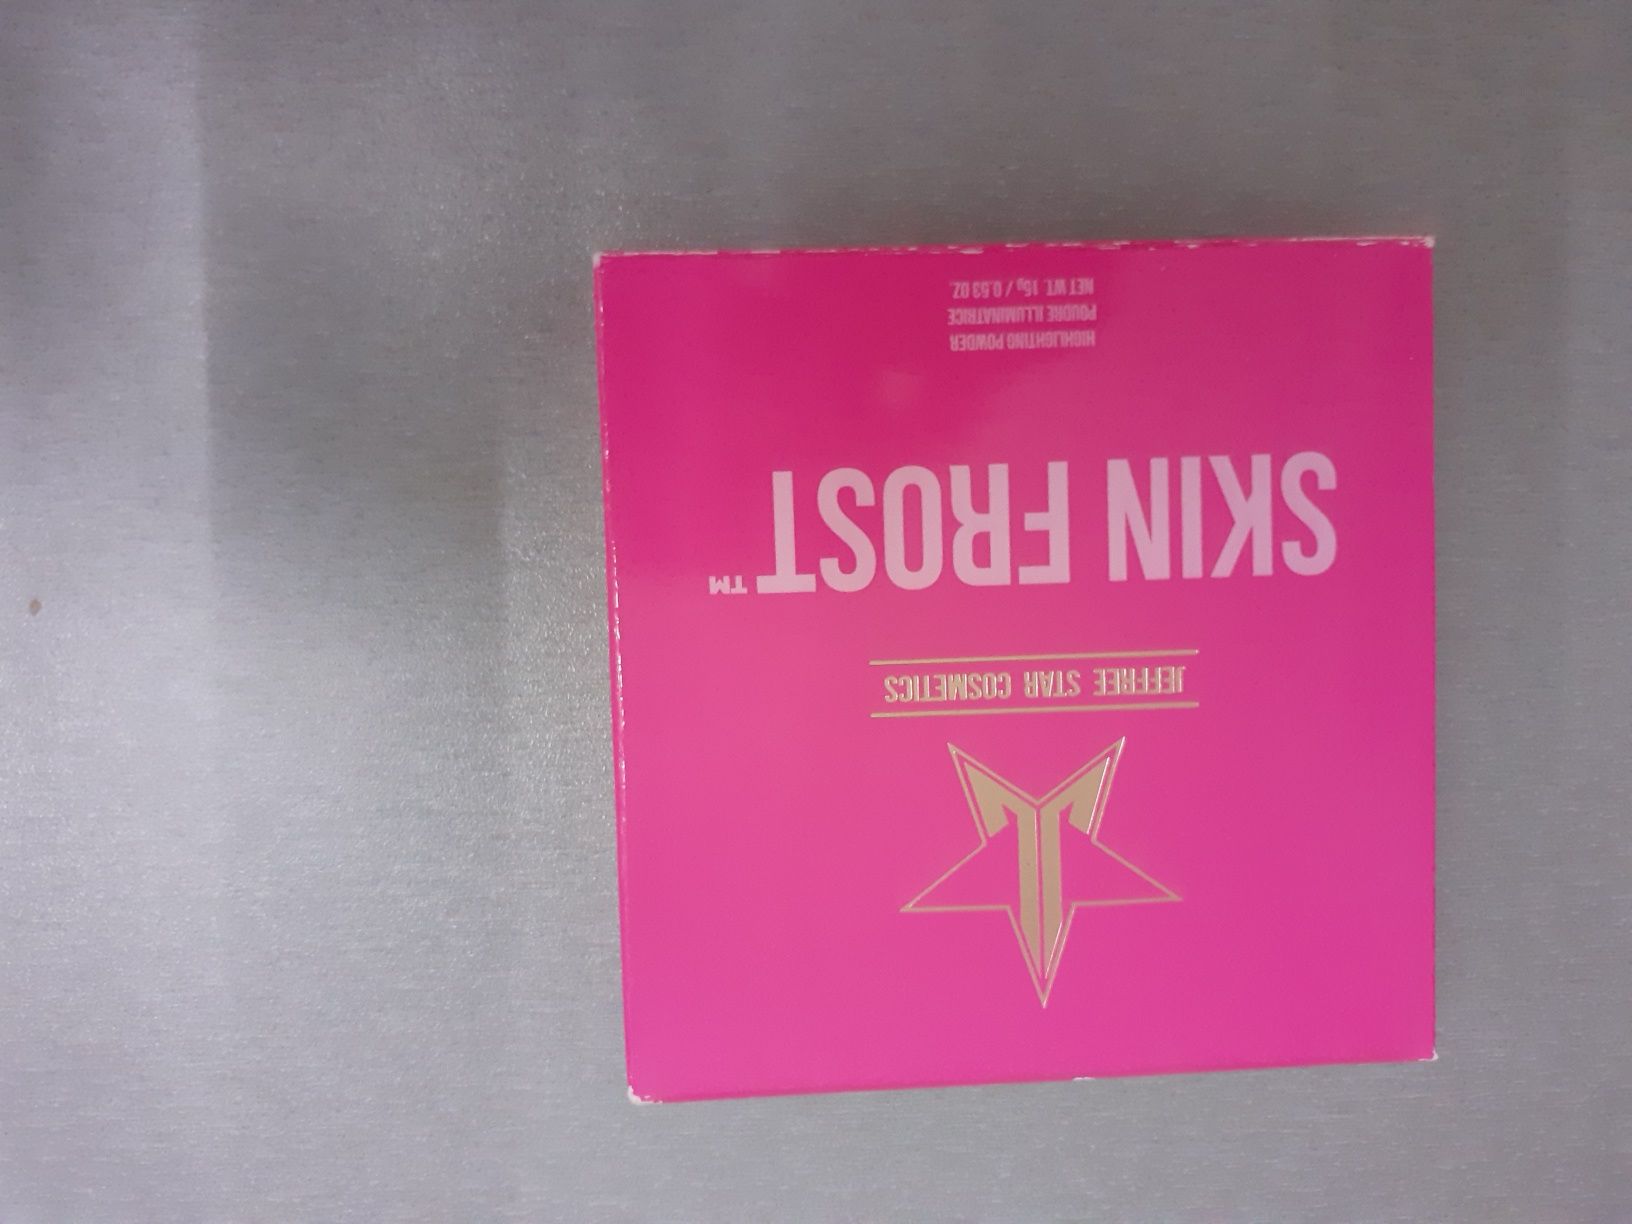 JEFFREE STAR COSMETICS
SKIN FROST™
HIGHLIGHTING POWDER
POUDRE ILLUMINATRICE
NET WT. 15g / 0.53 OZ.